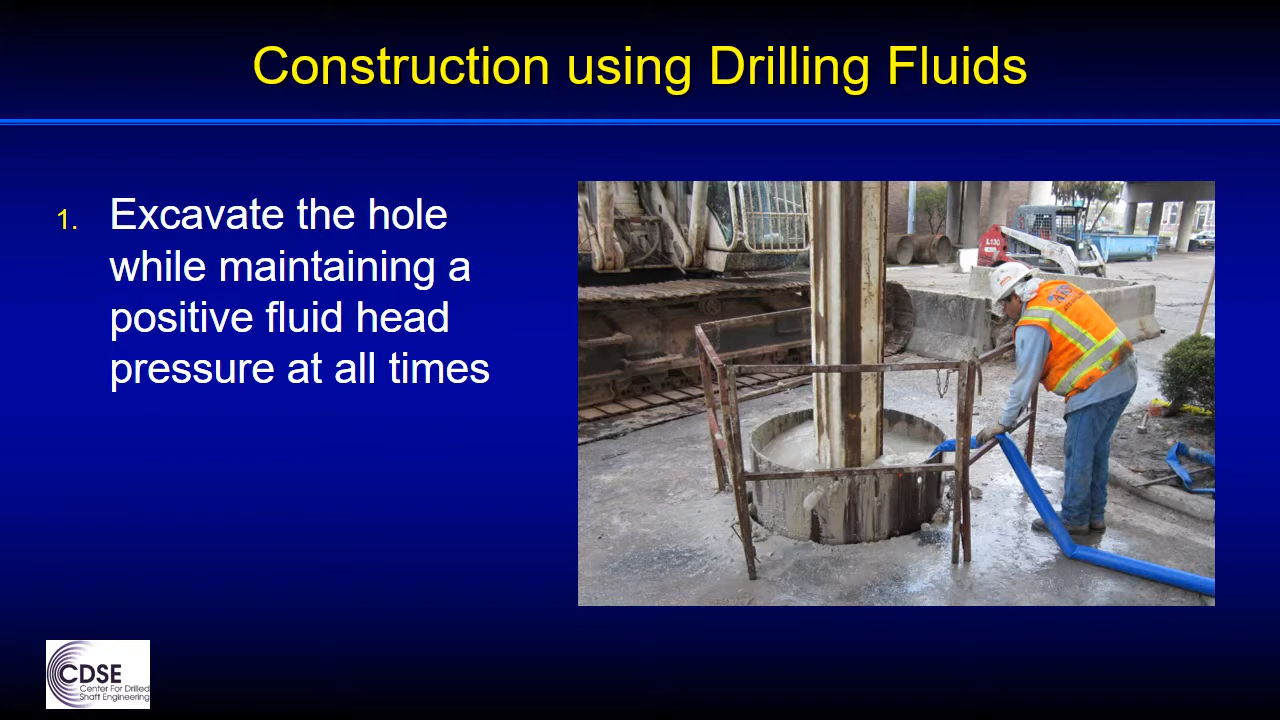 Construction using Drilling Fluids
1. Excavate the hole
while maintaining a
positive fluid head
pressure at all times
L130
CDSE
Center For Drilled
Shaft Engineering